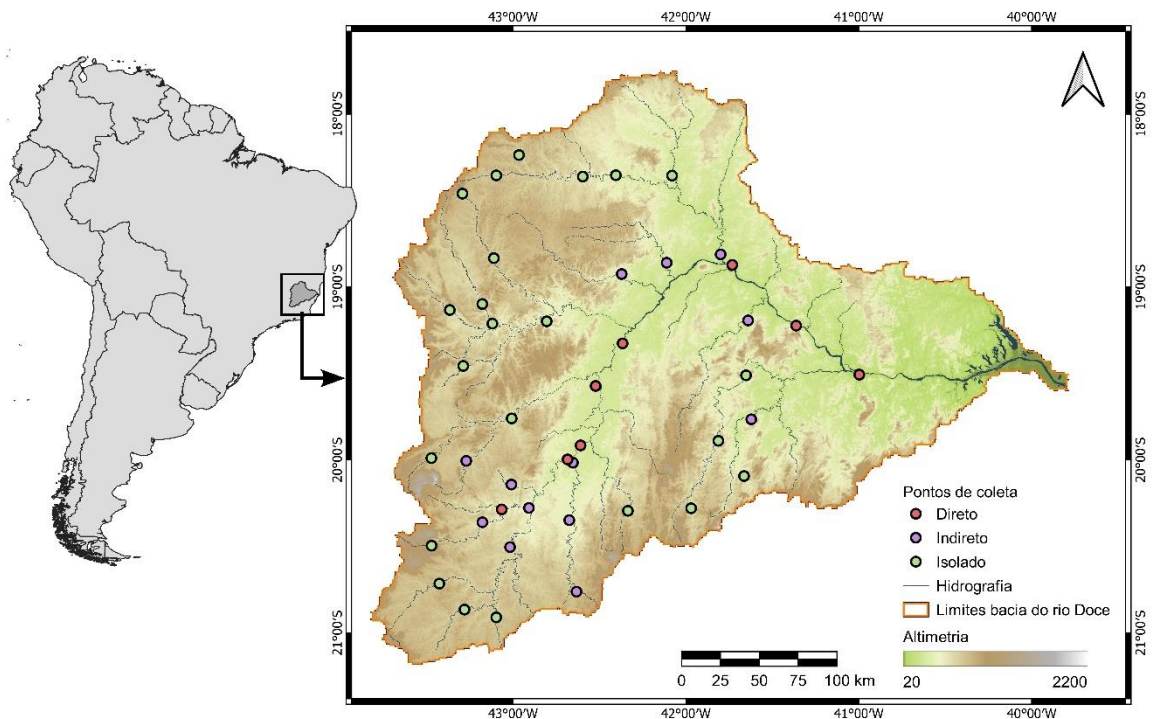 43°00'W 42°00'W 41°00'W 40°00'W
18°00'S 18°00'S
19°00'S 19°00'S
20°00'S 20°00'S
21°00'S 21°00'S
Pontos de coleta
Direto
Indireto
Isolado
Hidrografia
Limites bacia do rio Doce
Altimetria
20 2200
0 25 50 75 100 km
43°00'W 42°00'W 41°00'W 40°00'W